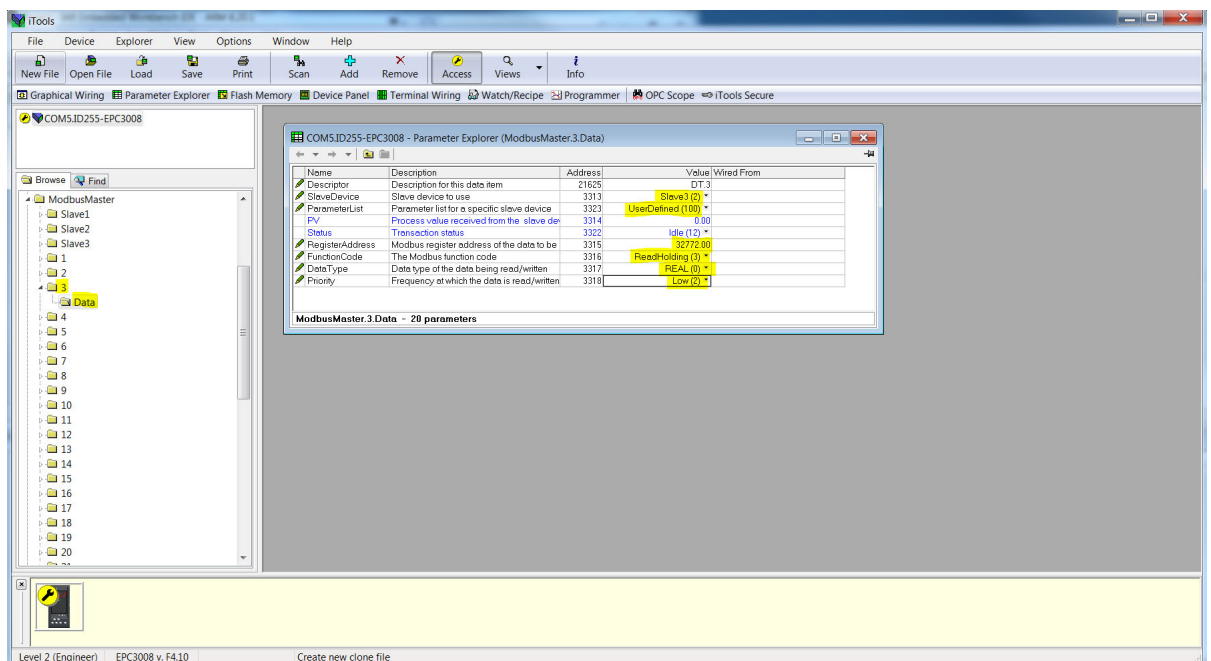 iTools
File Device Explorer View Options Window Help
New File Open File Load Save Print Scan Add Remove Access Views Info
Graphical Wiring Parameter Explorer Flash Memory Device Panel Terminal Wiring Watch/Recipe Programmer OPC Scope iTools Secure
COM5.ID255-EPC3008
Browse Find
ModbusMaster
Slave1
Slave2
Slave3
1
2
3
Data
4
5
6
7
8
9
10
11
12
13
14
15
16
17
18
19
20
COM5.ID255-EPC3008 - Parameter Explorer (ModbusMaster.3.Data)
Name Description Address Value Wired From
Descriptor Description for this data item 21625 DT.3
SlaveDevice Slave device to use 3313 Slave3 (2)
ParameterList Parameter list for a specific slave device 3323 UserDefined (100)
PV Process value received from the slave de 3314 0.00
Status Transaction status 3322 Idle (12)
RegisterAddress Modbus register address of the data to be 3315 32772.00
FunctionCode The Modbus function code 3316 ReadHolding (3)
DataType Data type of the data being read/written 3317 REAL (0)
Priority Frequency at which the data is read/written 3318 Low (2)
ModbusMaster.3.Data - 20 parameters
Level 2 (Engineer) EPC3008 v. F4.10 Create new clone file